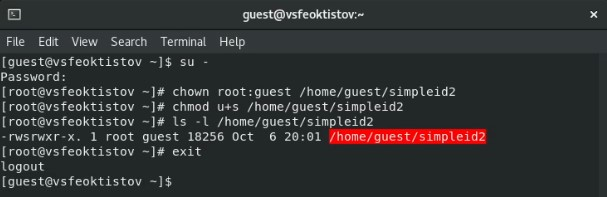 guest@vsfeoktistov:~
File Edit View Search Terminal Help
[guest@vsfeoktistov ~]$ su -
Password:
[root@vsfeoktistov ~]# chown root:guest /home/guest/simpleid2
[root@vsfeoktistov ~]# chmod u+s /home/guest/simpleid2
[root@vsfeoktistov ~]# ls -l /home/guest/simpleid2
-rwsrwxr-x. 1 root guest 18256 Oct  6 20:01 /home/guest/simpleid2
[root@vsfeoktistov ~]# exit
logout
[guest@vsfeoktistov ~]$